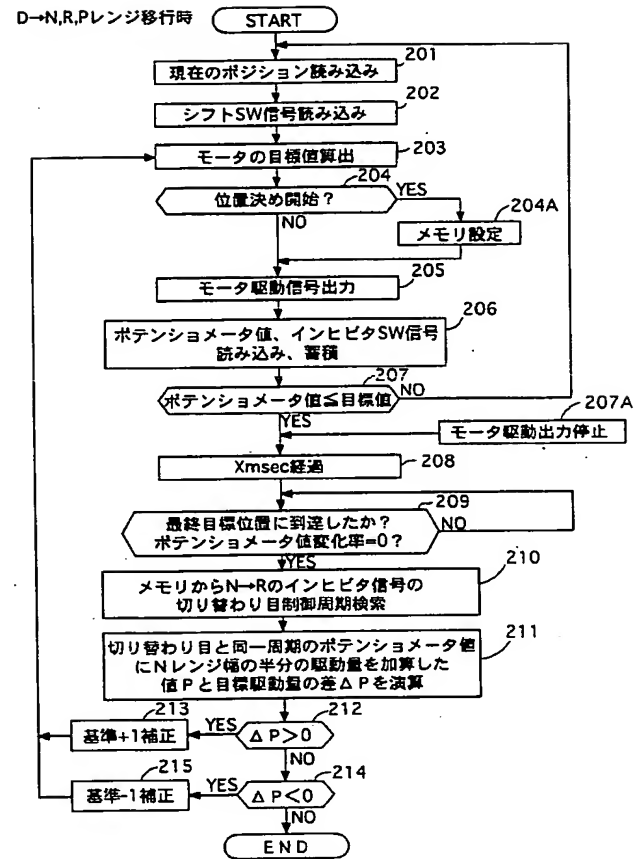 D→N,R,Pレンジ移行時
START
201
現在のポジション読み込み
202
シフトSW信号読み込み
203
モータの目標値算出
204
位置決め開始?
YES
NO
204A
メモリ設定
205
モータ駆動信号出力
206
ポテンショメータ値、インヒビタSW信号
読み込み、蓄積
207
ポテンショメータ値≦目標値
NO
YES
207A
モータ駆動出力停止
208
Xmsec経過
209
最終目標位置に到達したか?
ポテンショメータ値変化率=0?
NO
YES
210
メモリからN→Rのインヒビタ信号の
切り替わり目制御周期検索
211
切り替わり目と同一周期のポテンショメータ値
にNレンジ幅の半分の駆動量を加算した
値Pと目標駆動量の差ΔPを演算
212
ΔP>0
YES
NO
213
基準+1補正
214
ΔP<0
YES
NO
215
基準-1補正
END